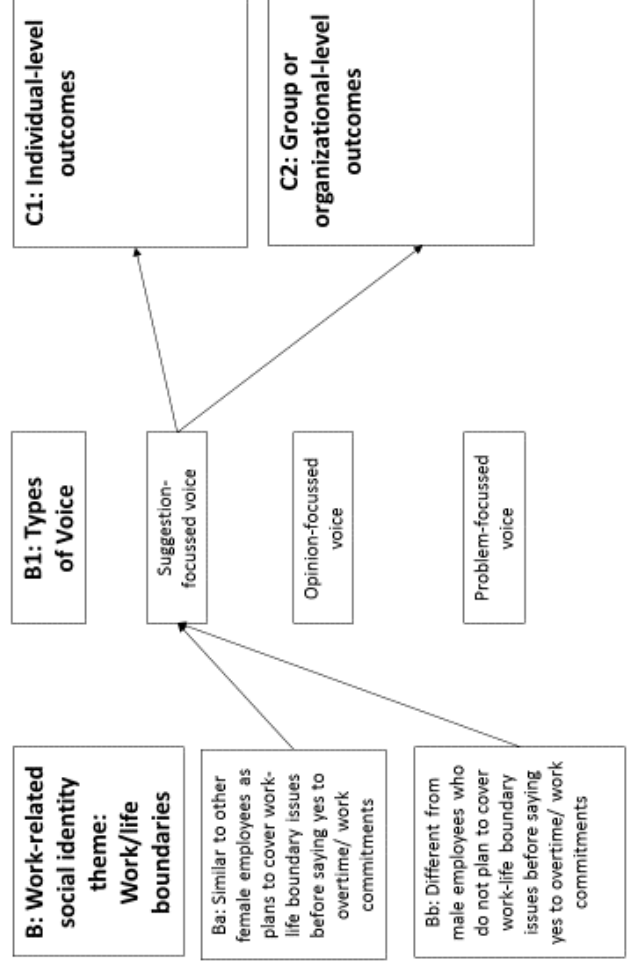 B: Work-related
social identity
theme:
Work/life
boundaries
Ba: Similar to other
female employees as
plans to cover work-
life boundary issues
before saying yes to
overtime/ work
commitments
Bb: Different from
male employees who
do not plan to cover
work-life boundary
issues before saying
yes to overtime/ work
commitments
B1: Types
of Voice
Suggestion-
focussed voice
Opinion-focussed
voice
Problem-focussed
voice
C1: Individual-level
outcomes
C2: Group or
organizational-level
outcomes